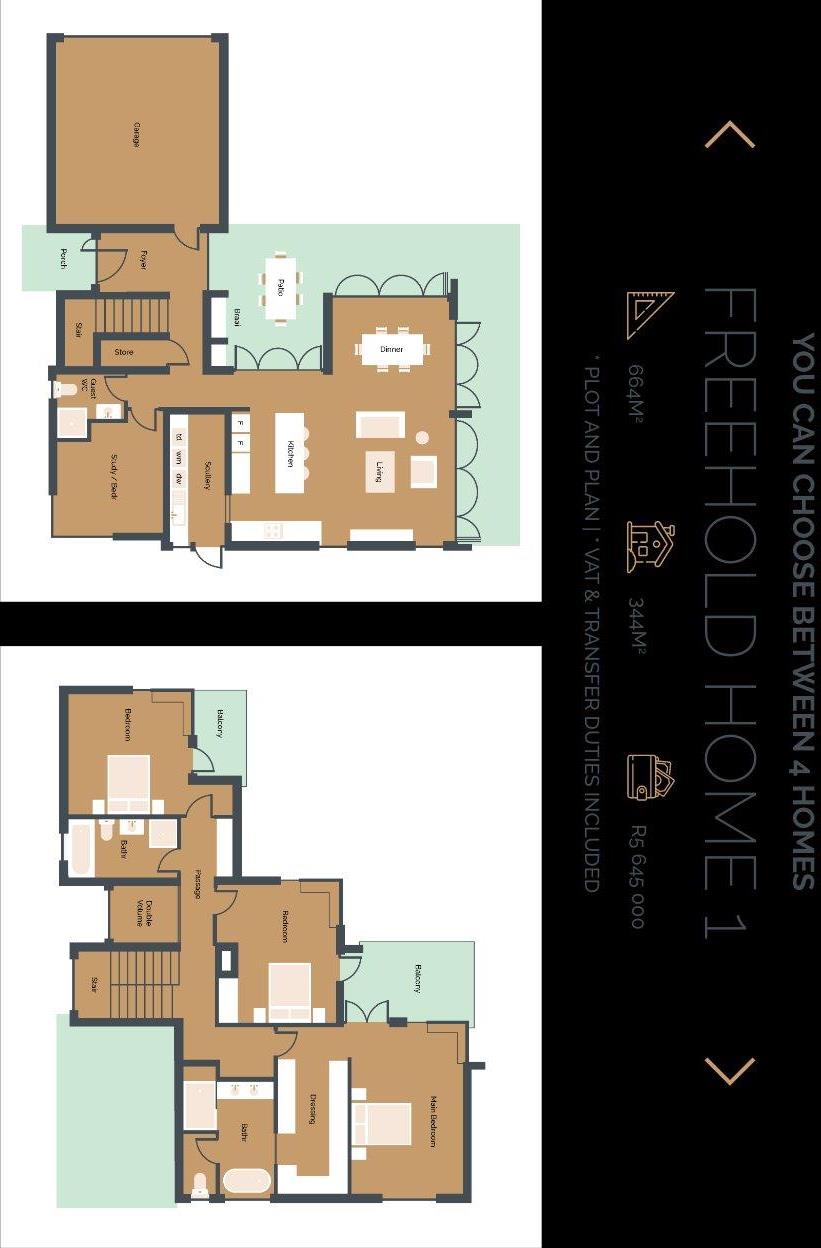 YOU CAN CHOOSE BETWEEN 4 HOMES
FREEHOLD HOME 1
664M²
344M²
R5 645 000
* PLOT AND PLAN | * VAT & TRANSFER DUTIES INCLUDED
Garage
Porch
Foyer
Patio
Braai
Stair
Store
Dinner
Guest
WC
Study / Bedr
td
wm
dw
Scullery
F
F
Kitchen
Living
Bedroom
Balcony
Bathr
Passage
Double
Volume
Bedroom
Stair
Balcony
Dressing
Bathr
Main Bedroom